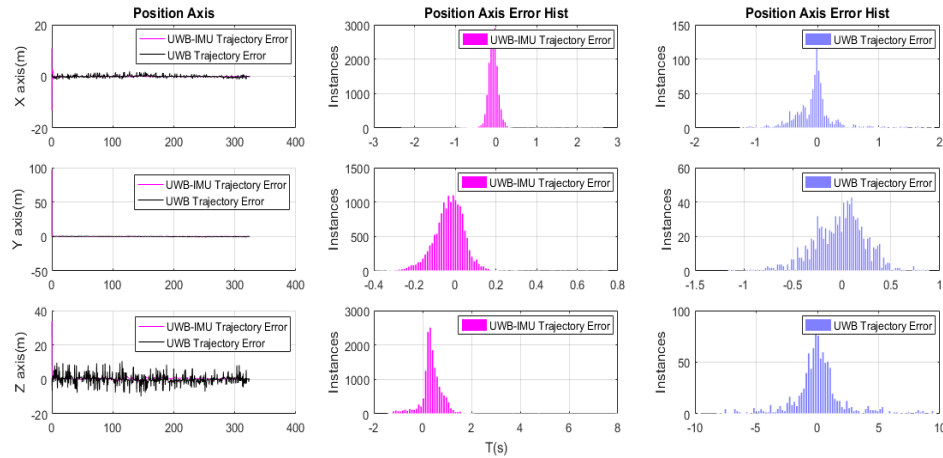 Position Axis
Position Axis Error Hist
Position Axis Error Hist
X axis(m)
20
0
-20
0 100 200 300 400
UWB-IMU Trajectory Error
UWB Trajectory Error
Instances
3000
2000
1000
0
-3 -2 -1 0 1 2 3
UWB-IMU Trajectory Error
Instances
150
100
50
0
-2 -1 0 1 2
UWB Trajectory Error
Y axis(m)
100
50
0
-50
0 100 200 300 400
UWB-IMU Trajectory Error
UWB Trajectory Error
Instances
1500
1000
500
0
-0.4 -0.2 0 0.2 0.4 0.6 0.8
UWB-IMU Trajectory Error
Instances
60
40
20
0
-1.5 -1 -0.5 0 0.5 1
UWB Trajectory Error
Z axis(m)
40
20
0
-20
0 100 200 300 400
UWB-IMU Trajectory Error
UWB Trajectory Error
Instances
3000
2000
1000
0
-2 0 2 4 6 8
UWB-IMU Trajectory Error
T(s)
Instances
100
50
0
-10 -5 0 5 10
UWB Trajectory Error